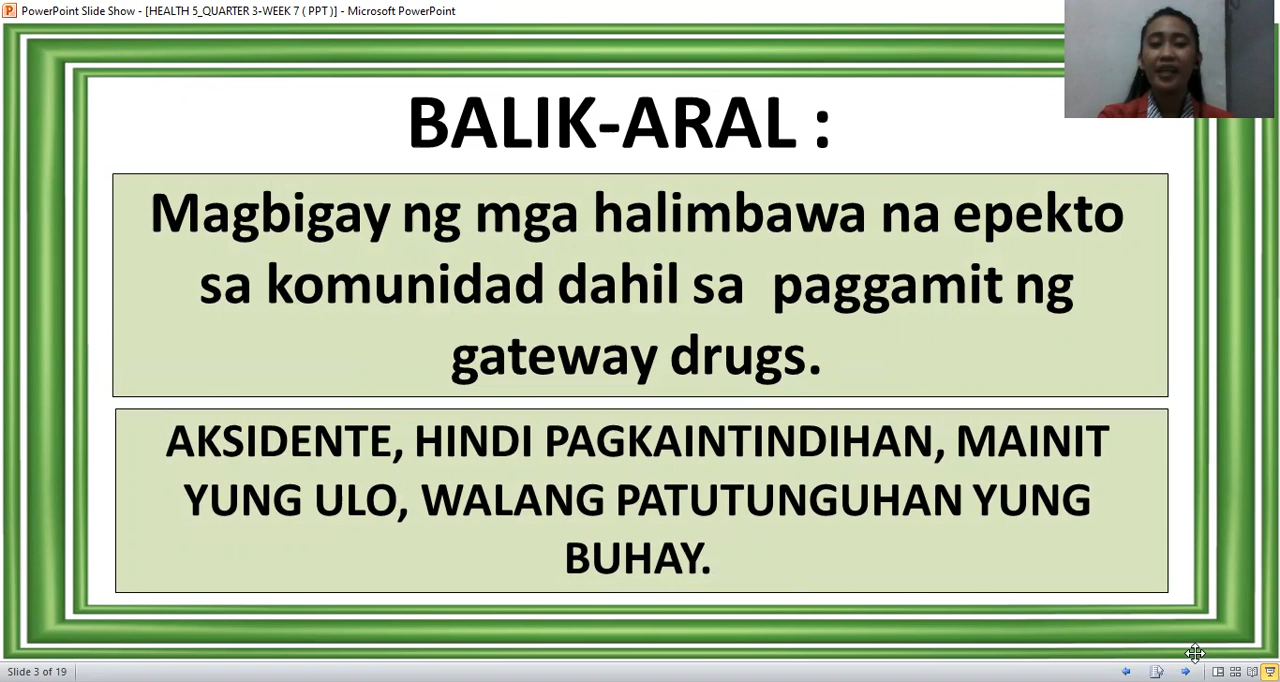 PowerPoint Slide Show - [HEALTH 5_QUARTER 3-WEEK 7 ( PPT )] - Microsoft PowerPoint
BALIK-ARAL :
Magbigay ng mga halimbawa na epekto
sa komunidad dahil sa paggamit ng
gateway drugs.
AKSIDENTE, HINDI PAGKAINTINDIHAN, MAINIT
YUNG ULO, WALANG PATUTUNGUHAN YUNG
BUHAY.
Slide 3 of 19